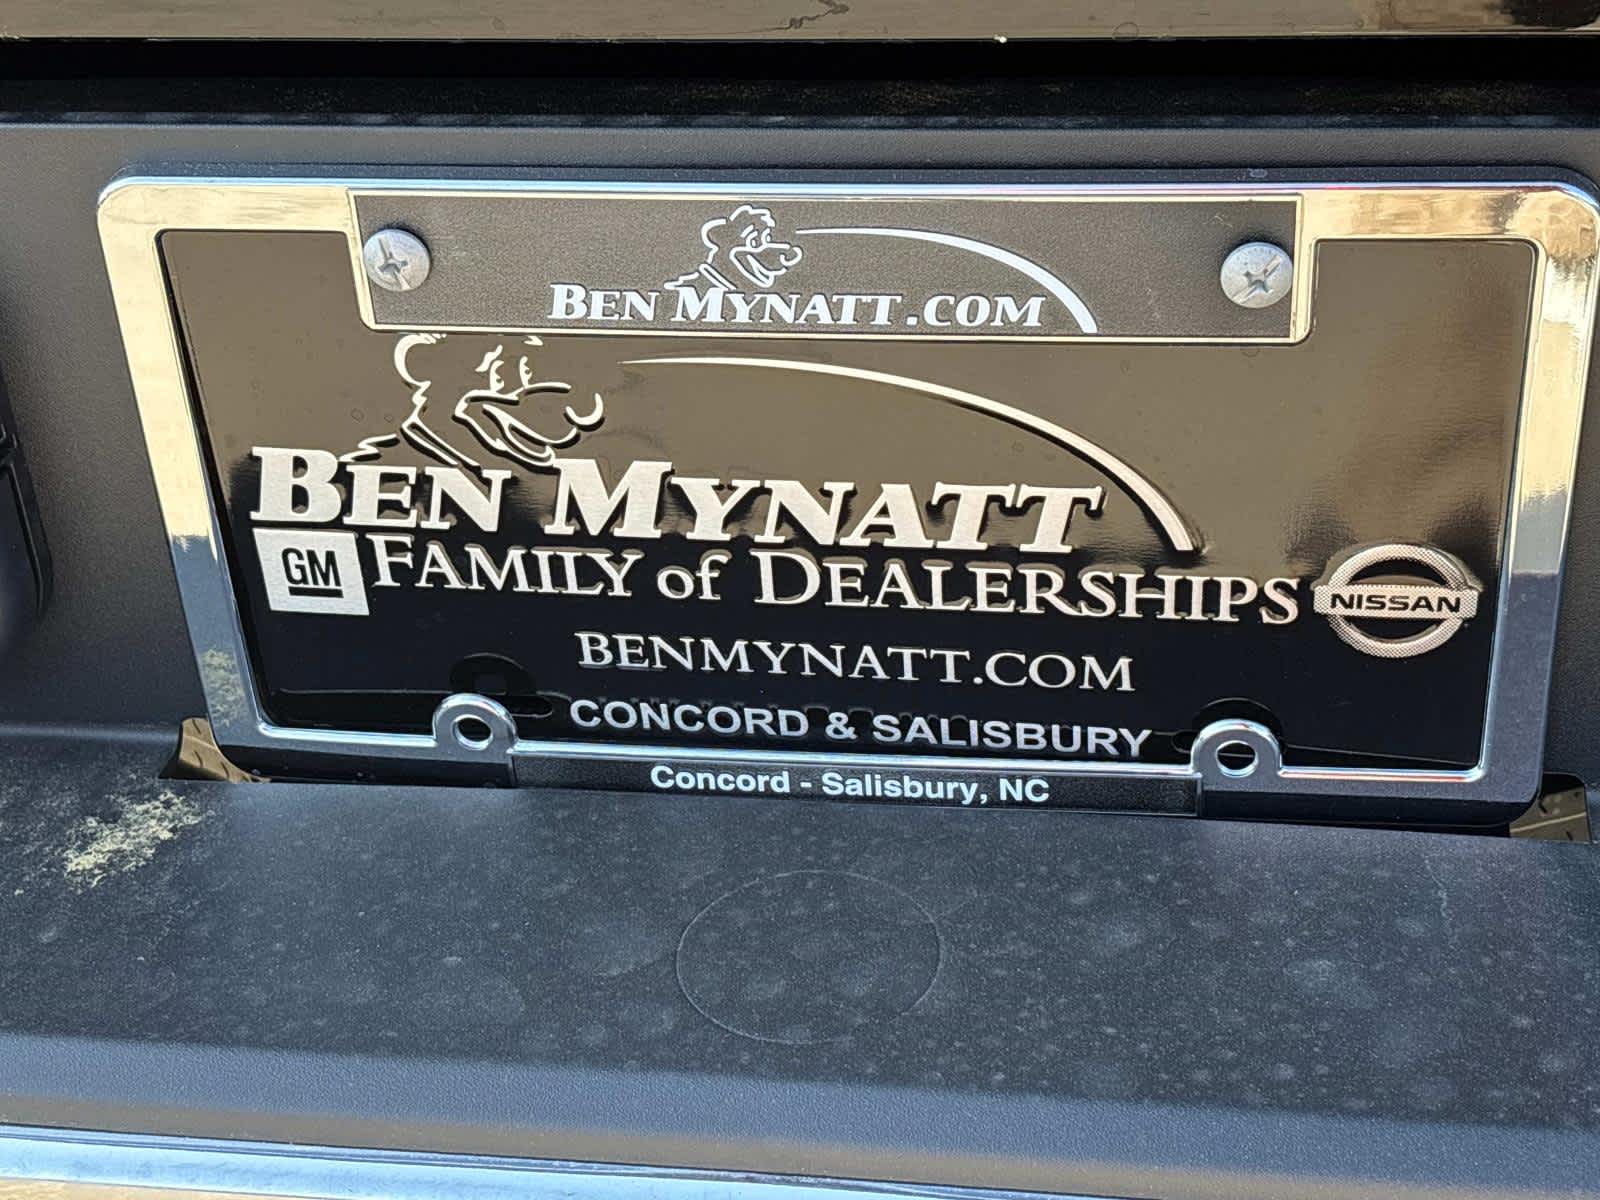 BEN MYNATT.COM
BEN MYNATT
GM FAMILY of DEALERSHIPS NISSAN
BENMYNATT.COM
CONCORD & SALISBURY
Concord - Salisbury, NC